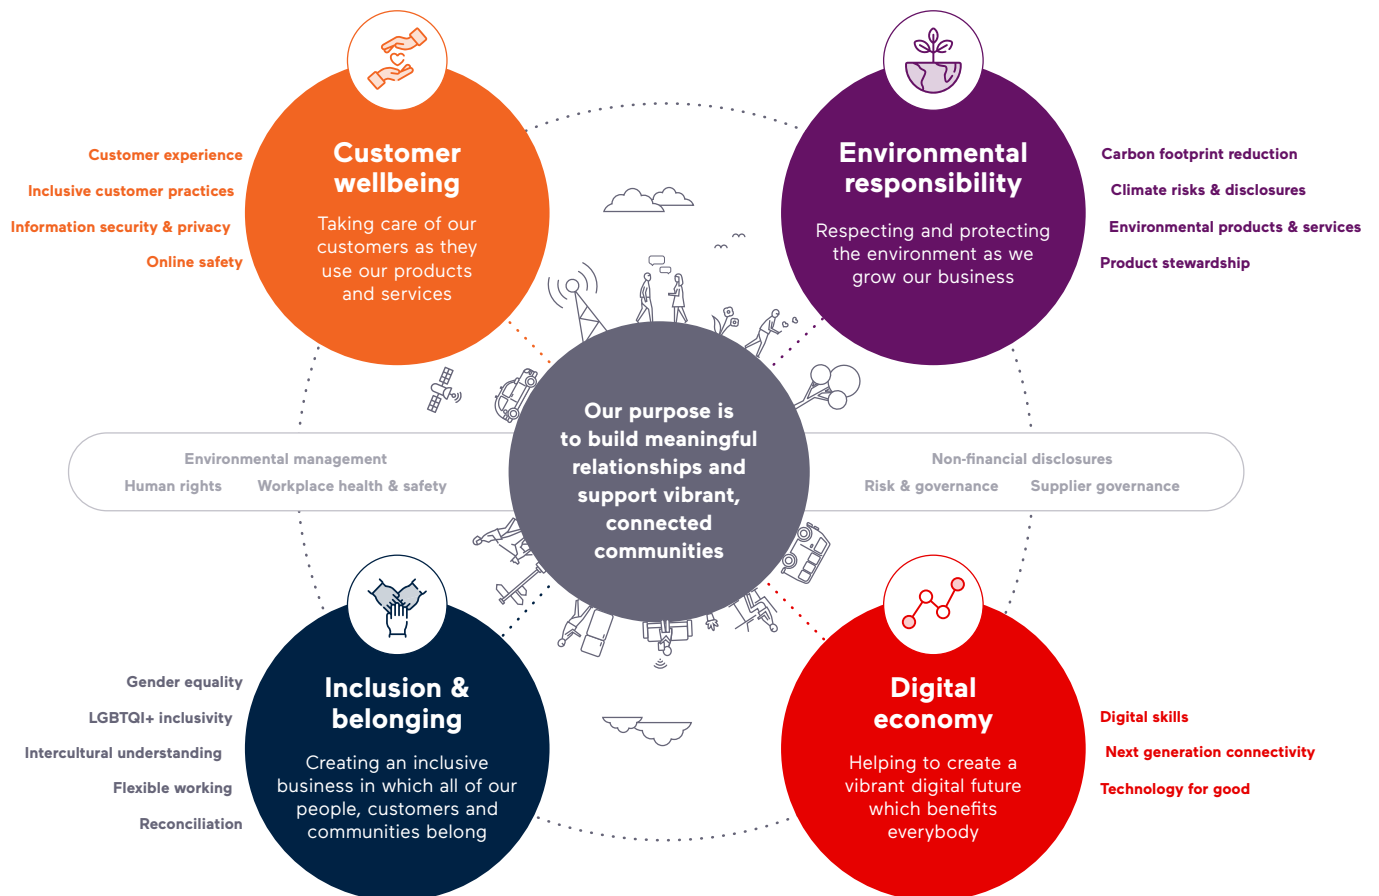 Customer experience
Inclusive customer practices
Information security & privacy
Online safety
Customer
wellbeing
Taking care of our
customers as they
use our products
and services
Environmental
responsibility
Respecting and protecting
the environment as we
grow our business
Carbon footprint reduction
Climate risks & disclosures
Environmental products & services
Product stewardship
Environmental management
Human rights Workplace health & safety
Our purpose is
to build meaningful
relationships and
support vibrant,
connected
communities
Non-financial disclosures
Risk & governance Supplier governance
Gender equality
LGBTQI+ inclusivity
Intercultural understanding
Flexible working
Reconciliation
Inclusion &
belonging
Creating an inclusive
business in which all of our
people, customers and
communities belong
Digital
economy
Helping to create a
vibrant digital future
which benefits
everybody
Digital skills
Next generation connectivity
Technology for good